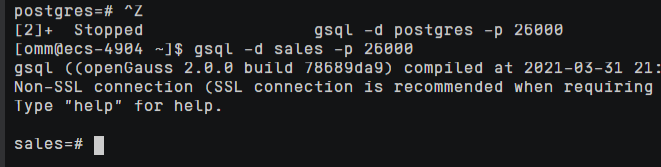 postgres=# ^Z
[2]+  Stopped                 gsql -d postgres -p 26000
[omm@ecs-4904 ~]$ gsql -d sales -p 26000
gsql ((openGauss 2.0.0 build 78689da9) compiled at 2021-03-31 21:
Non-SSL connection (SSL connection is recommended when requiring
Type "help" for help.
sales=#